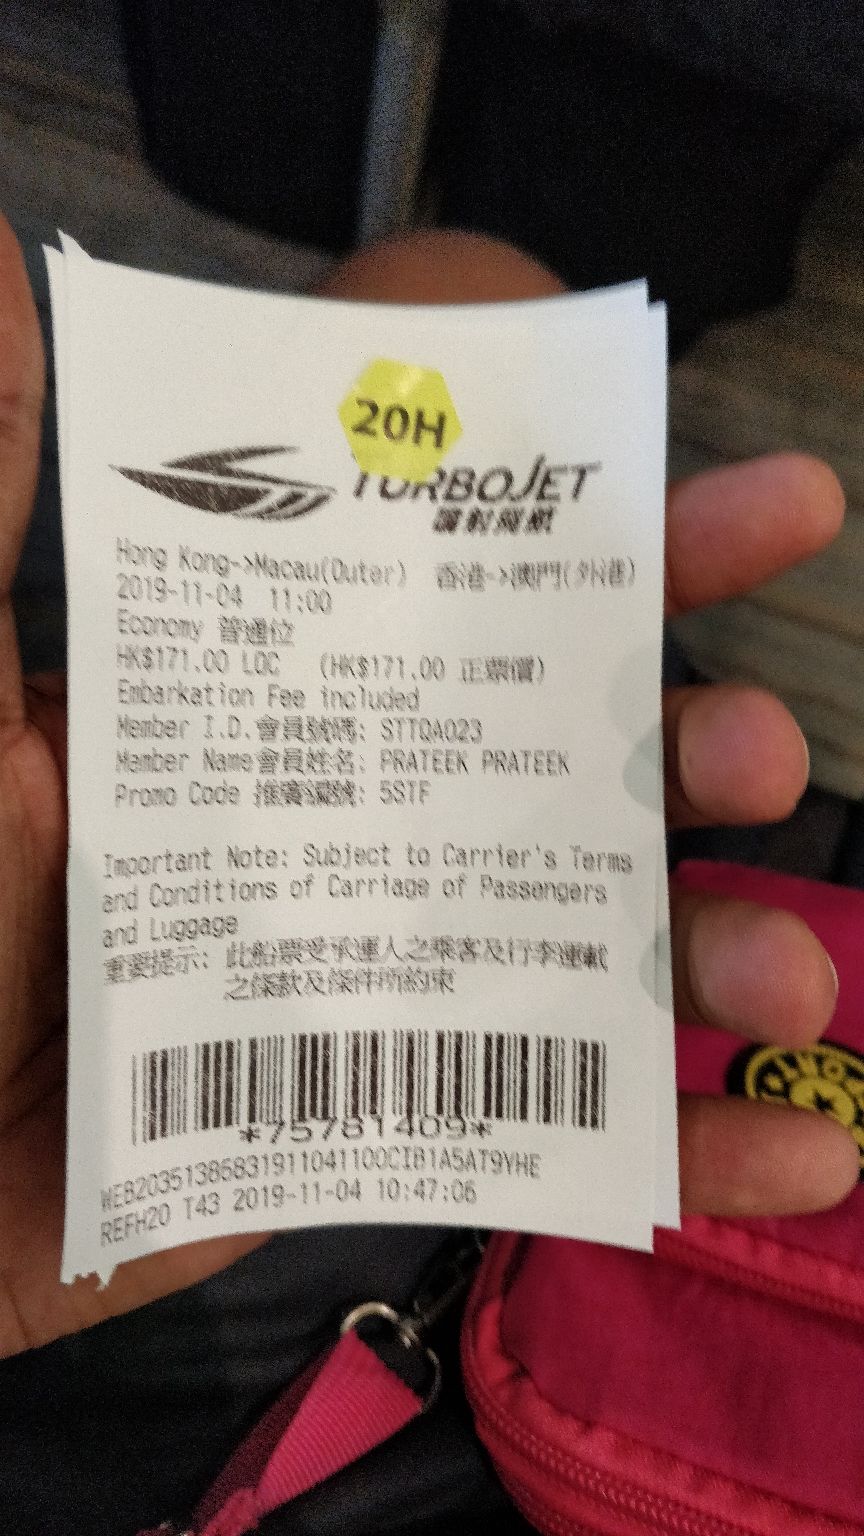 20H
TURBOJET
噴射飛航
Hong Kong->Macau(Outer) 香港->澳門(外港)
2019-11-04 11:00
Economy 普通位
HK$171.00 LOC (HK$171.00 正票價)
Embarkation Fee included
Member I.D.會員號碼: STTQA023
Member Name會員姓名: PRATEEK PRATEEK
Promo Code 推廣編號: 5STF
Important Note: Subject to Carrier's Terms
and Conditions of Carriage of Passengers
and Luggage
重要提示: 此船票受承運人之乘客及行李運載
之條款及條件所約束
*75781409*
WEB20351386831911041100CIB1A5AT9YHE
REFH20 T43 2019-11-04 10:47:06